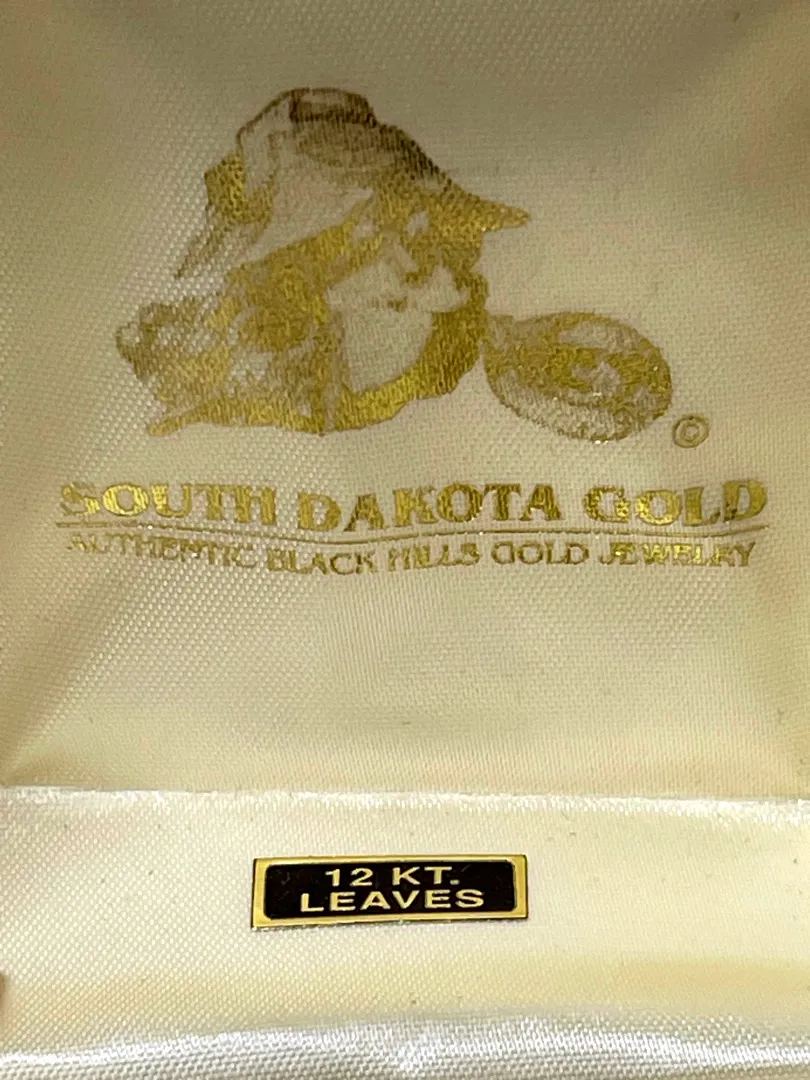 ©
SOUTH DAKOTA GOLD
AUTHENTIC BLACK HILLS GOLD JEWELRY
12 KT.
LEAVES